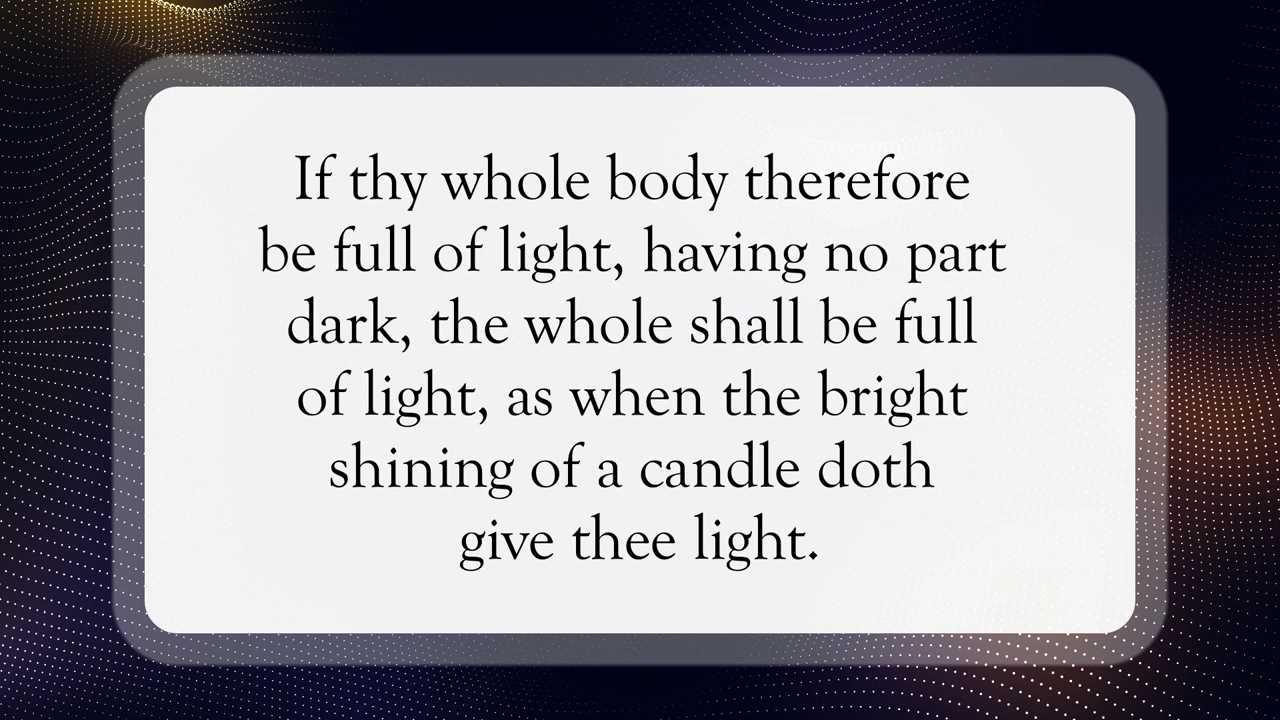 If thy whole body therefore
be full of light, having no part
dark, the whole shall be full
of light, as when the bright
shining of a candle doth
give thee light.